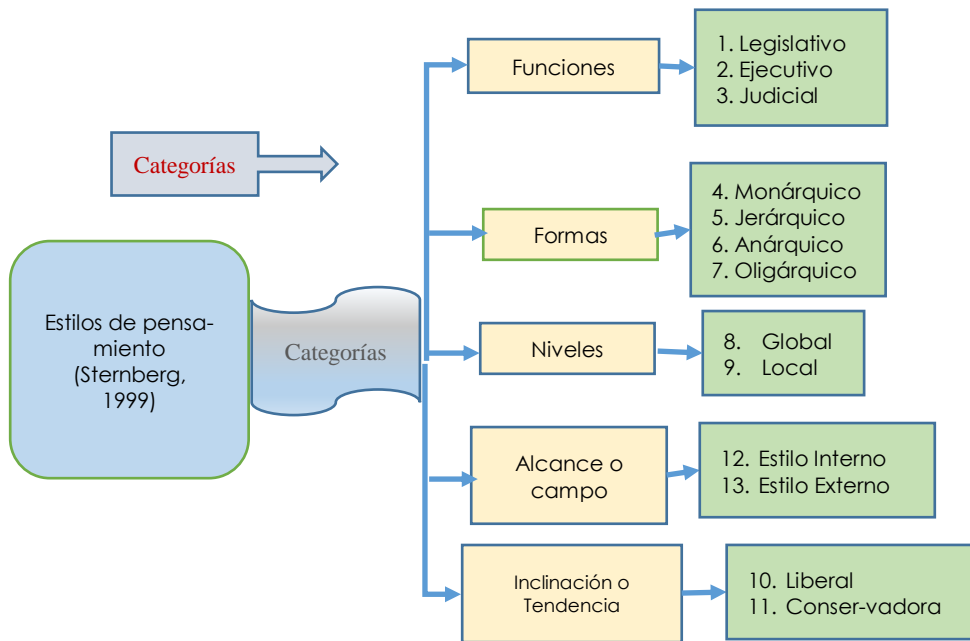 Categorías
Estilos de pensa-
miento
(Sternberg,
1999)
Categorías
Funciones
1. Legislativo
2. Ejecutivo
3. Judicial
Formas
4. Monárquico
5. Jerárquico
6. Anárquico
7. Oligárquico
Niveles
8. Global
9. Local
Alcance o
campo
12. Estilo Interno
13. Estilo Externo
Inclinación o
Tendencia
10. Liberal
11. Conser-vadora